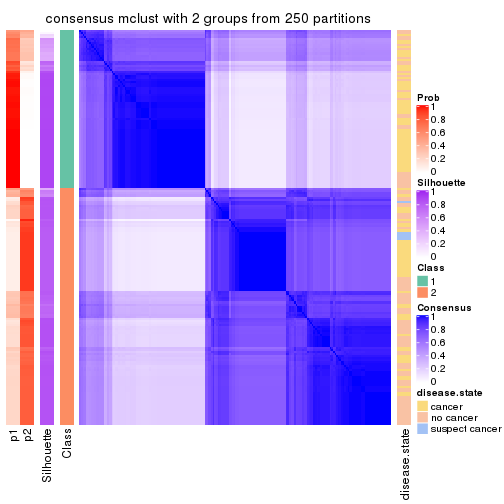 consensus mclust with 2 groups from 250 partitions
Prob
1
0.8
0.6
0.4
0.2
0
Silhouette
1
0.8
0.6
0.4
0.2
0
Class
1
2
Consensus
1
0.8
0.6
0.4
0.2
0
disease.state
cancer
no cancer
suspect cancer
p1
p2
Silhouette
Class
disease.state